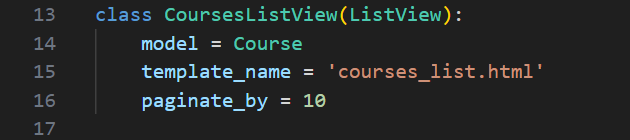 13 class CoursesListView(ListView):
14     model = Course
15     template_name = 'courses_list.html'
16     paginate_by = 10
17